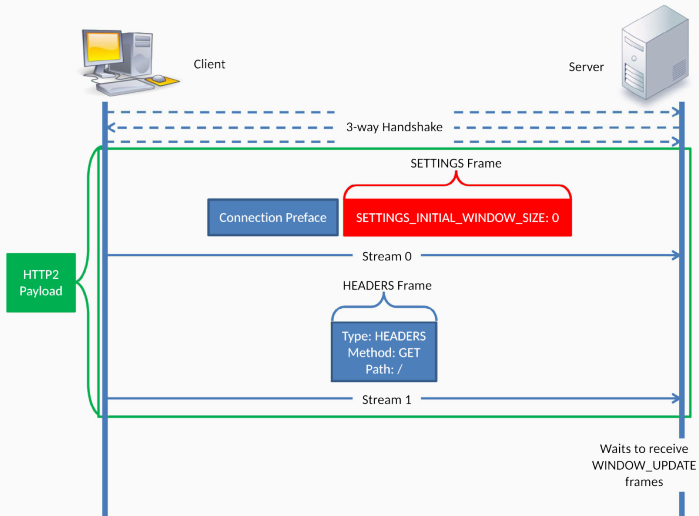 Client
Server
3-way Handshake
SETTINGS Frame
Connection Preface
SETTINGS_INITIAL_WINDOW_SIZE: 0
Stream 0
HTTP2
Payload
HEADERS Frame
Type: HEADERS
Method: GET
Path: /
Stream 1
Waits to receive
WINDOW_UPDATE
frames